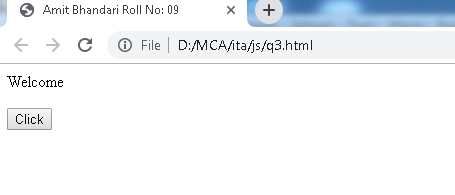 Amit Bhandari Roll No: 09
File | D:/MCA/ita/js/q3.html
Welcome
Click